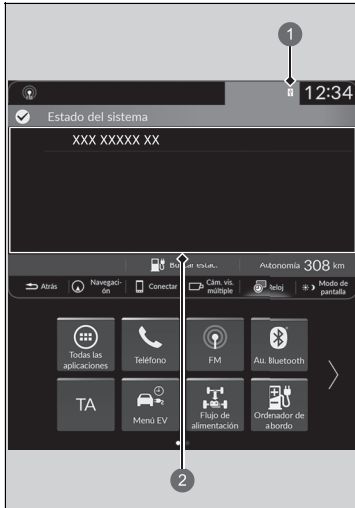 1
12:34
Estado del sistema
XXX XXXXX XX
Autonomía 308 km
Atrás
Navegaci-
ón
Conectar
Cám. vis.
múltiple
Reloj
Modo de
pantalla
Todas las
aplicaciones
Teléfono
FM
Au. Bluetooth
TA
Menú EV
Flujo de
alimentación
Ordenador de
abordo
2